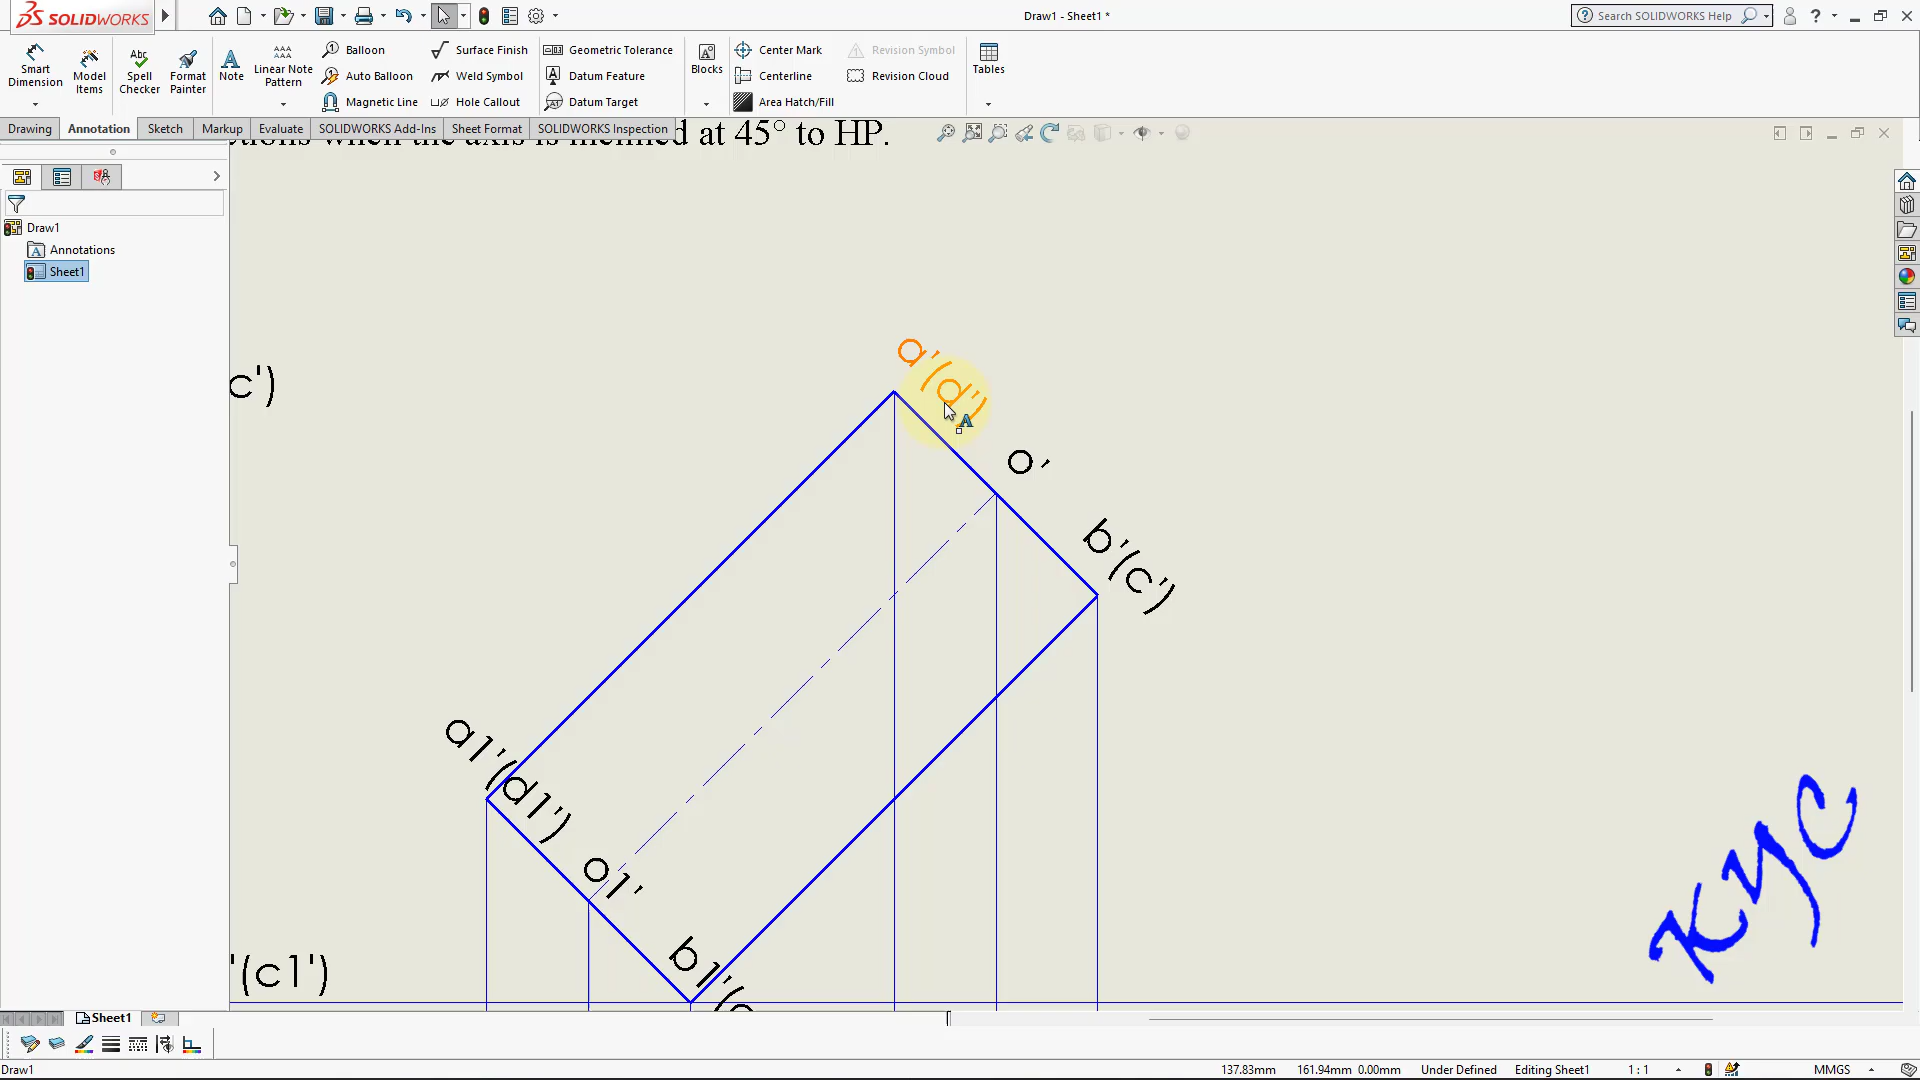 SOLIDWORKS
Draw1 - Sheet1 *
Search SOLIDWORKS Help
Smart Dimension
Model Items
Abc
Spell Checker
Format Painter
Note
Linear Note Pattern
Balloon
Auto Balloon
Magnetic Line
Surface Finish
Weld Symbol
Hole Callout
Geometric Tolerance
Datum Feature
Datum Target
Blocks
Center Mark
Centerline
Area Hatch/Fill
Revision Symbol
Revision Cloud
Tables
Drawing
Annotation
Sketch
Markup
Evaluate
SOLIDWORKS Add-Ins
Sheet Format
SOLIDWORKS Inspection
d at 45° to HP.
Draw1
Annotations
Sheet1
c')
a'(d')
o'
b'(c')
a1'(d1')
o1'
b1'(
'(c1')
KYC
Sheet1
Draw1
137.83mm
161.94mm
0.00mm
Under Defined
Editing Sheet1
1 : 1
MMGS